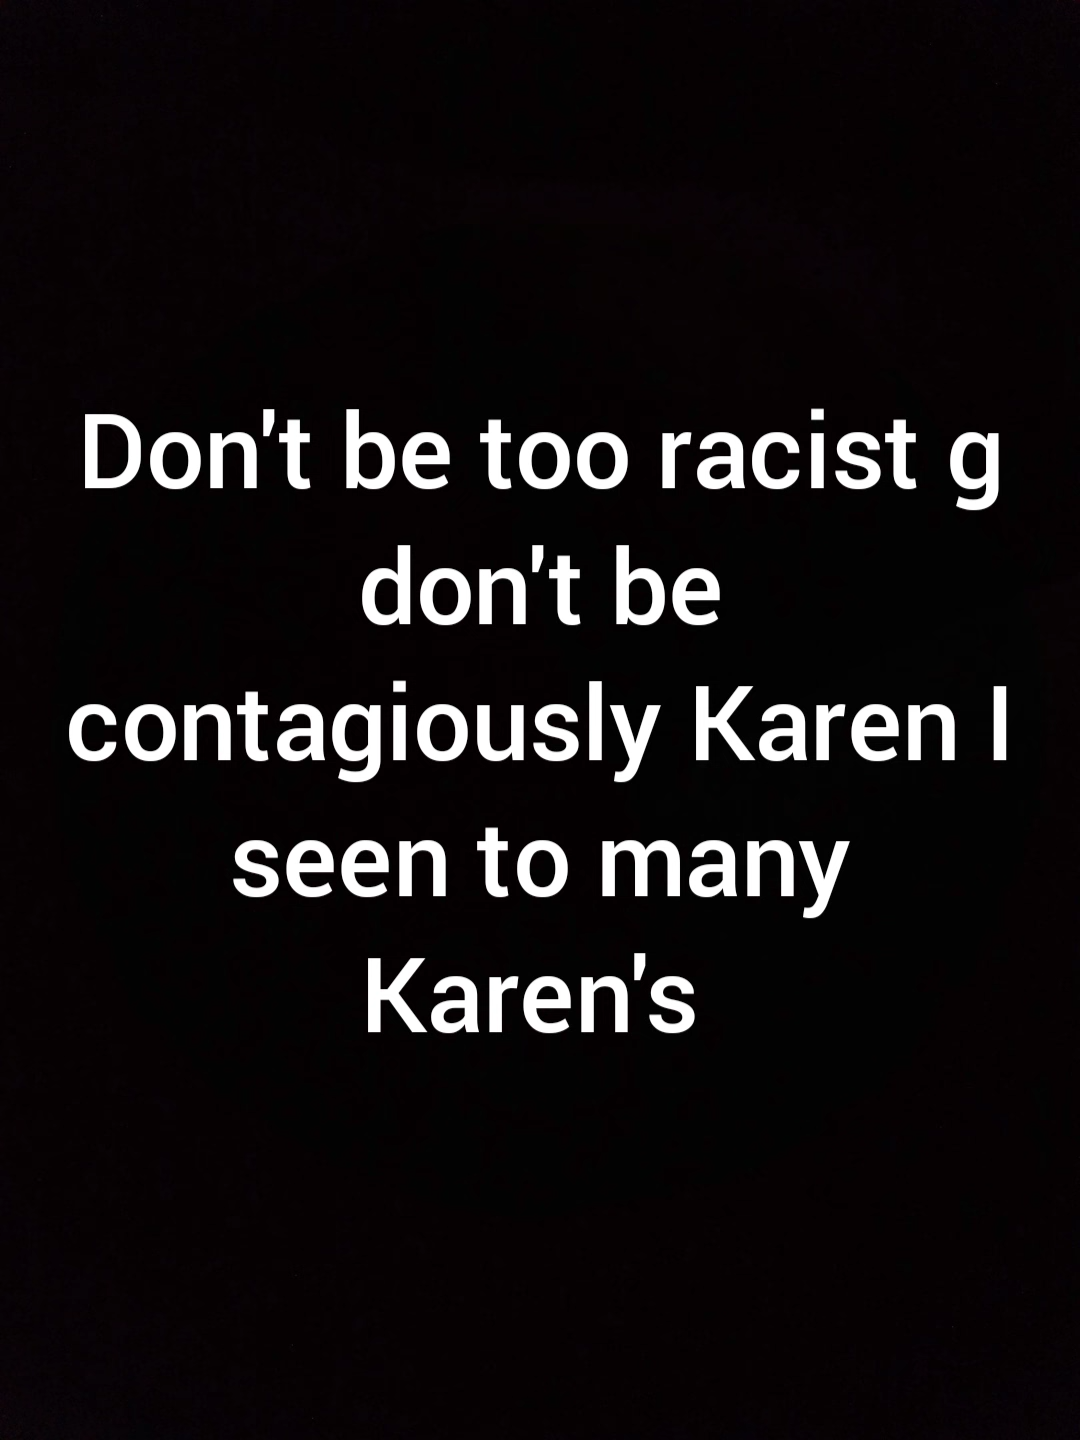 Don't be too racist g
don't be
contagiously Karen I
seen to many
Karen's